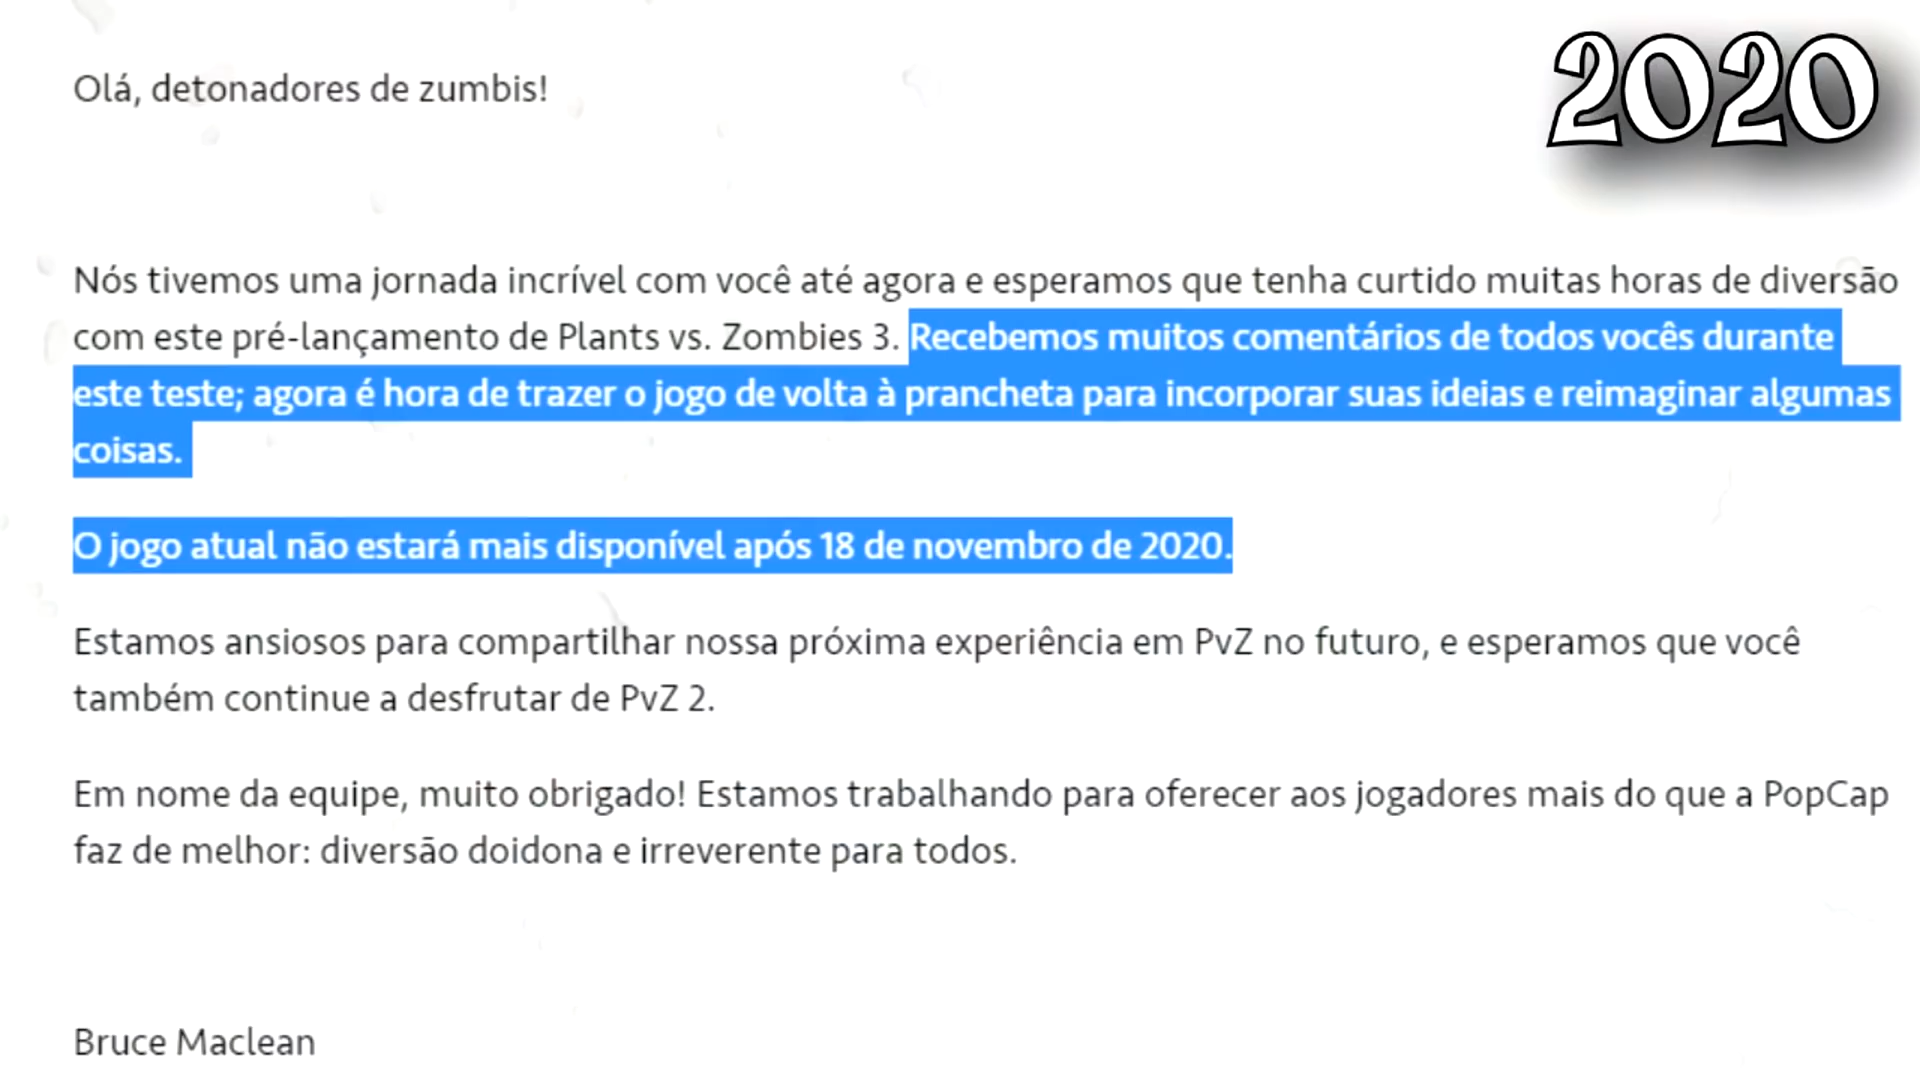 2020
Olá, detonadores de zumbis!
Nós tivemos uma jornada incrível com você até agora e esperamos que tenha curtido muitas horas de diversão
com este pré-lançamento de Plants vs. Zombies 3. Recebemos muitos comentários de todos vocês durante
este teste; agora é hora de trazer o jogo de volta à prancheta para incorporar suas ideias e reimaginar algumas
coisas.
O jogo atual não estará mais disponível após 18 de novembro de 2020.
Estamos ansiosos para compartilhar nossa próxima experiência em PvZ no futuro, e esperamos que você
também continue a desfrutar de PvZ 2.
Em nome da equipe, muito obrigado! Estamos trabalhando para oferecer aos jogadores mais do que a PopCap
faz de melhor: diversão doidona e irreverente para todos.
Bruce Maclean